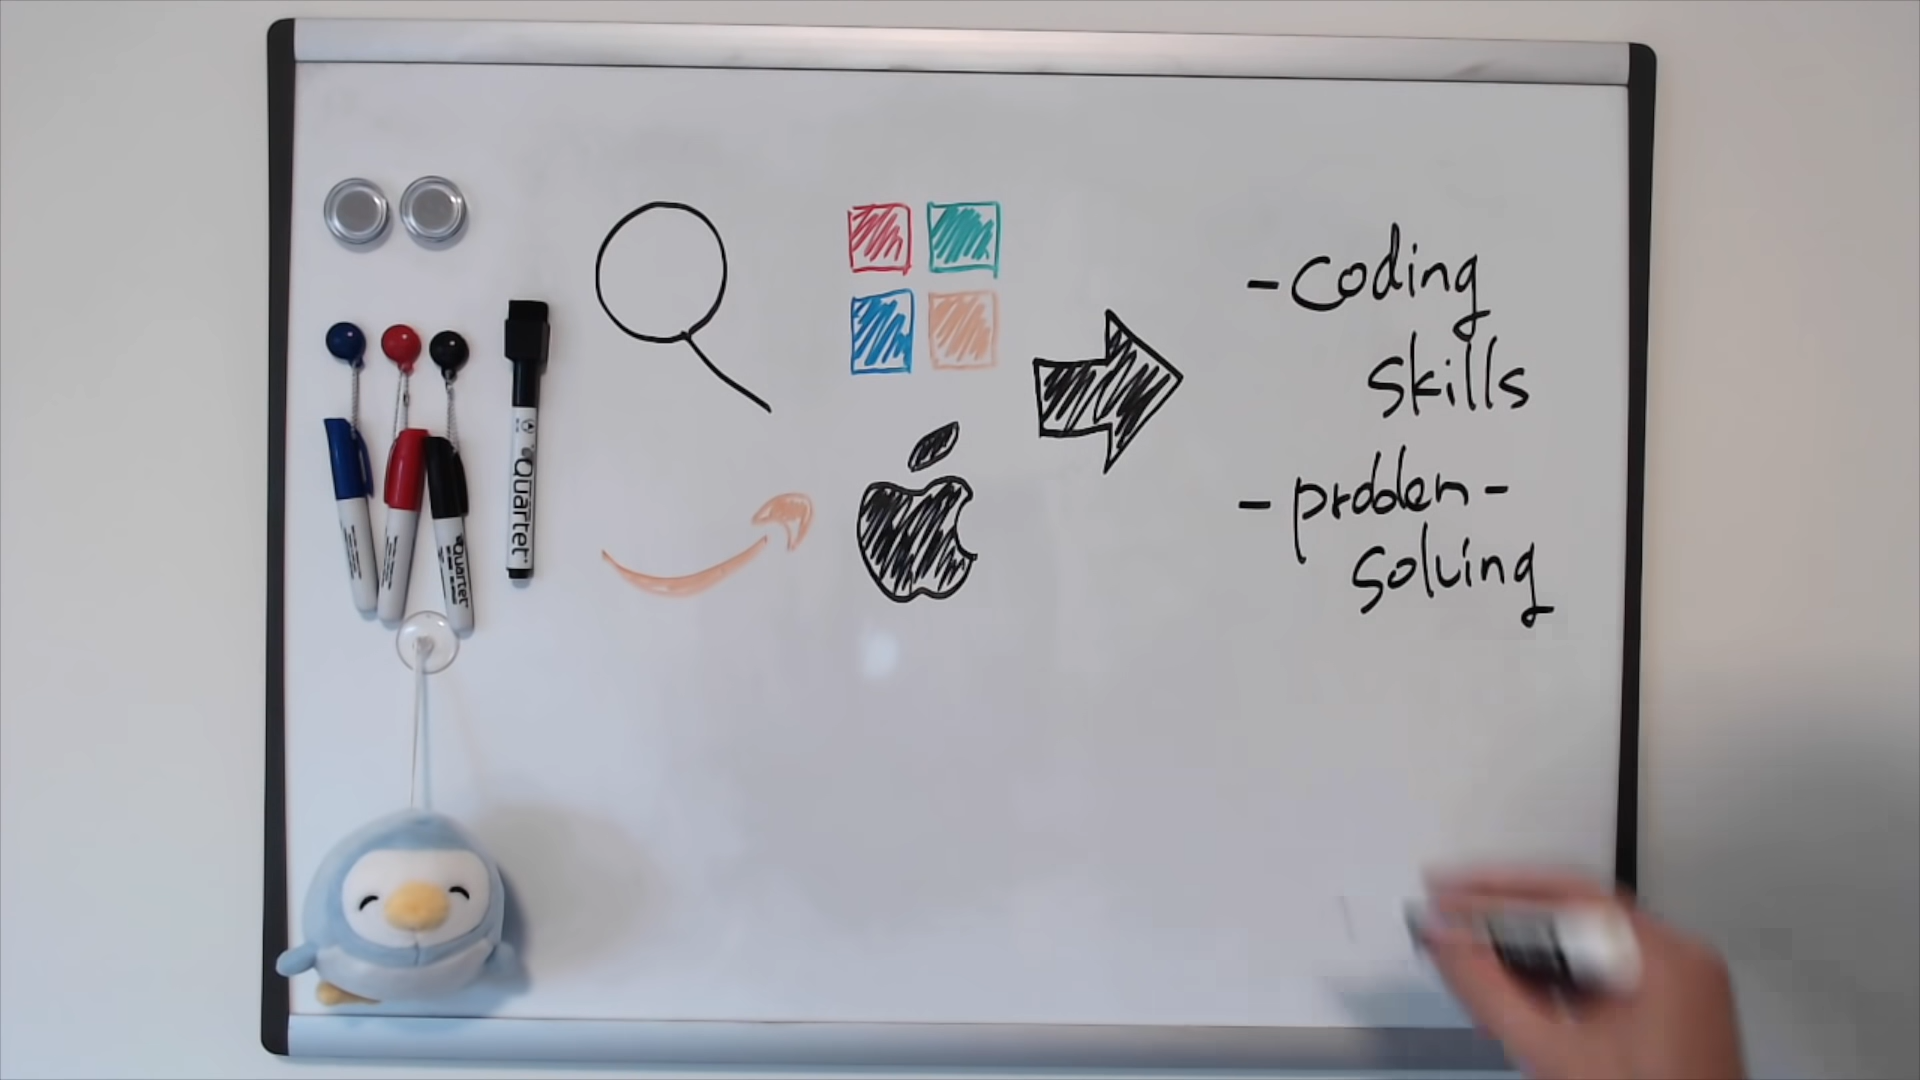 - coding
skills
- problem -
solving
Quartet
Quartet